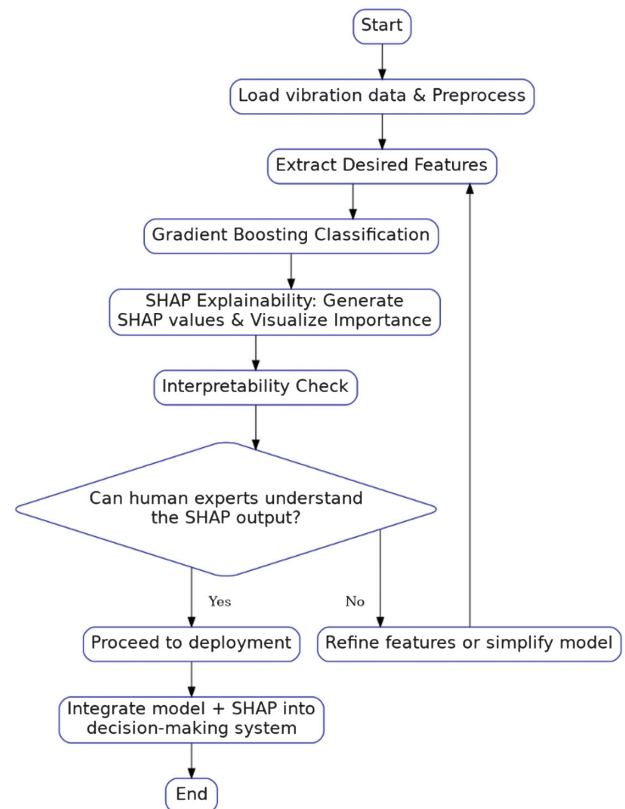 Start
Load vibration data & Preprocess
Extract Desired Features
Gradient Boosting Classification
SHAP Explainability: Generate
SHAP values & Visualize Importance
Interpretability Check
Can human experts understand
the SHAP output?
Yes
No
Proceed to deployment
Refine features or simplify model
Integrate model + SHAP into
decision-making system
End